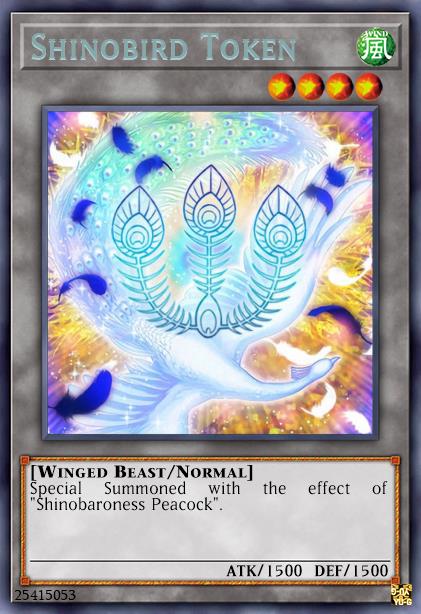 SHINOBIRD TOKEN
WIND
風
[WINGED BEAST/NORMAL]
Special Summoned with the effect of
"Shinobaroness Peacock".
ATK/1500 DEF/1500
25415053